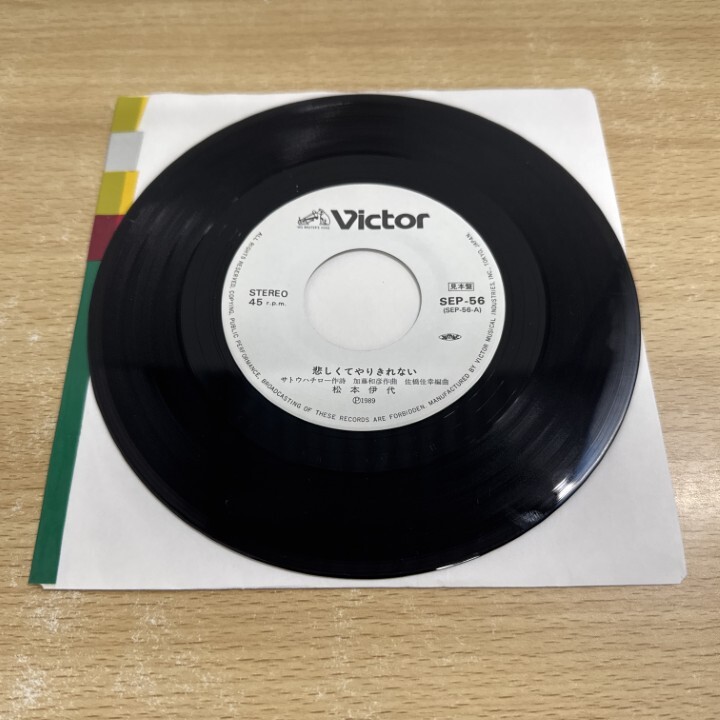 HIS MASTER'S VOICE
Victor
STEREO
45 r.p.m.
見本盤
SEP-56
(SEP-56-A)
悲しくてやりきれない
サトウハチロー作詩 加藤和彦作曲 佐橋佳幸編曲
松本伊代
Ⓟ1989
ALL RIGHTS RESERVED. COPYING, PUBLIC PERFORMANCE, BROADCASTING OF THESE RECORDS ARE FORBIDDEN. MANUFACTURED BY VICTOR MUSICAL INDUSTRIES, INC. TOKYO, JAPAN